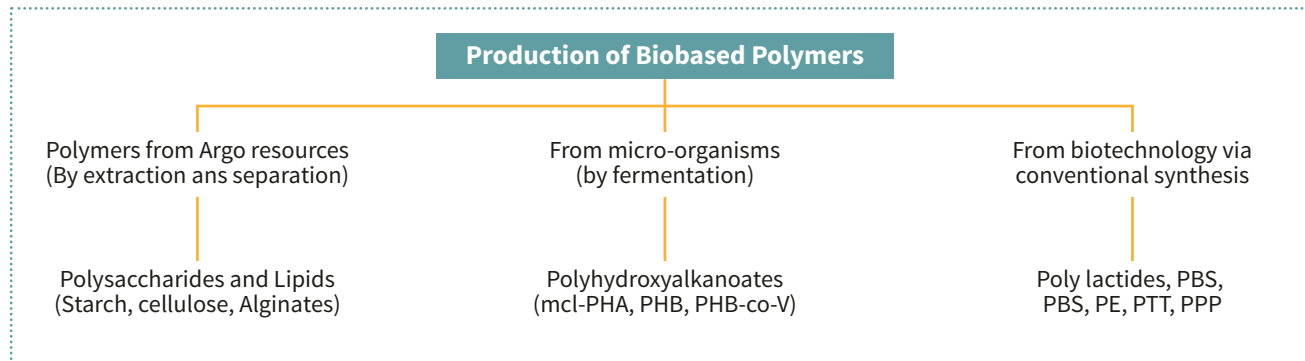 Production of Biobased Polymers
Polymers from Argo resources
(By extraction ans separation)
From micro-organisms
(by fermentation)
From biotechnology via
conventional synthesis
Polysaccharides and Lipids
(Starch, cellulose, Alginates)
Polyhydroxyalkanoates
(mcl-PHA, PHB, PHB-co-V)
Poly lactides, PBS,
PBS, PE, PTT, PPP